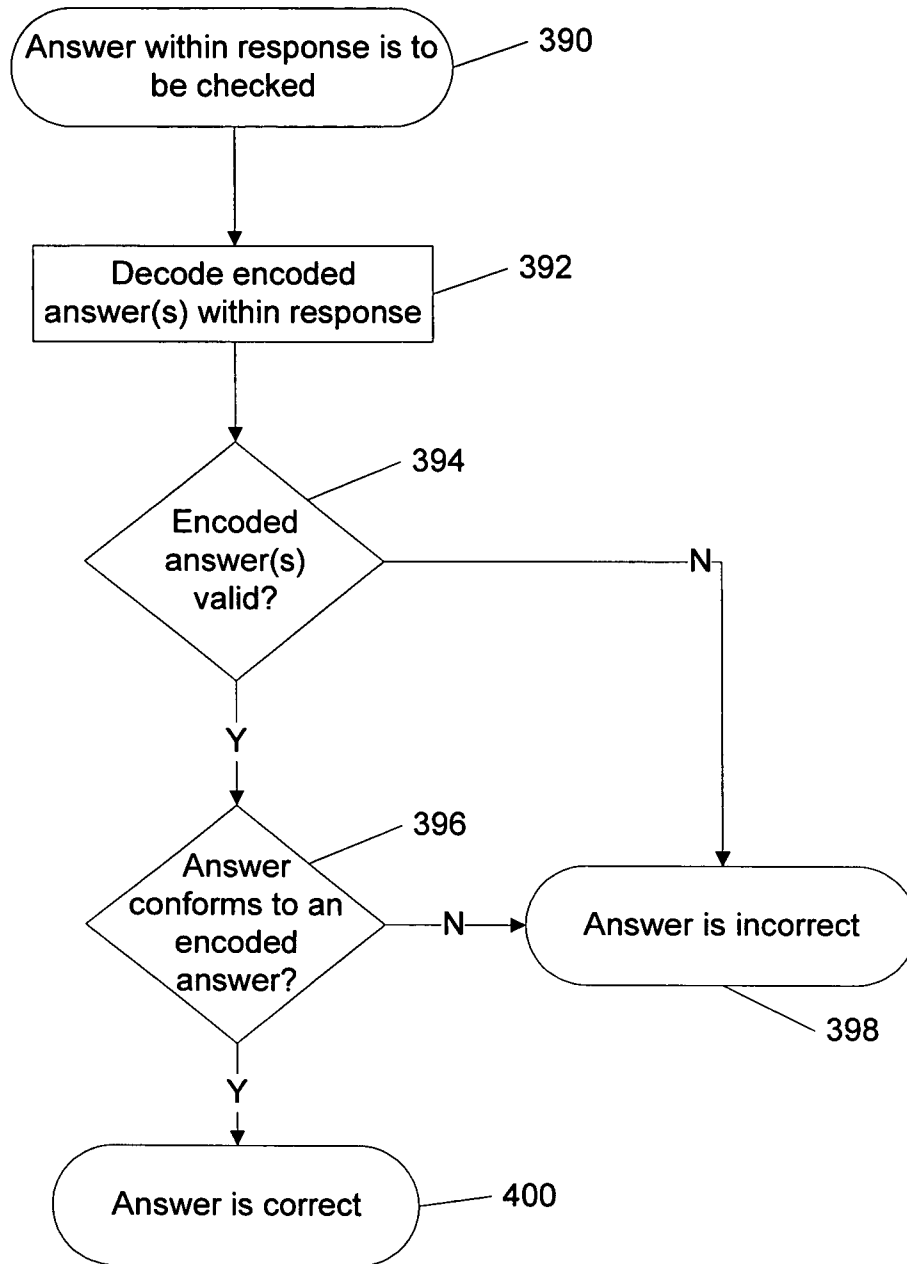 Answer within response is to
be checked
390
Decode encoded
answer(s) within response
392
394
Encoded
answer(s)
valid?
N
Y
396
Answer
conforms to an
encoded
answer?
N
Answer is incorrect
398
Y
Answer is correct
400